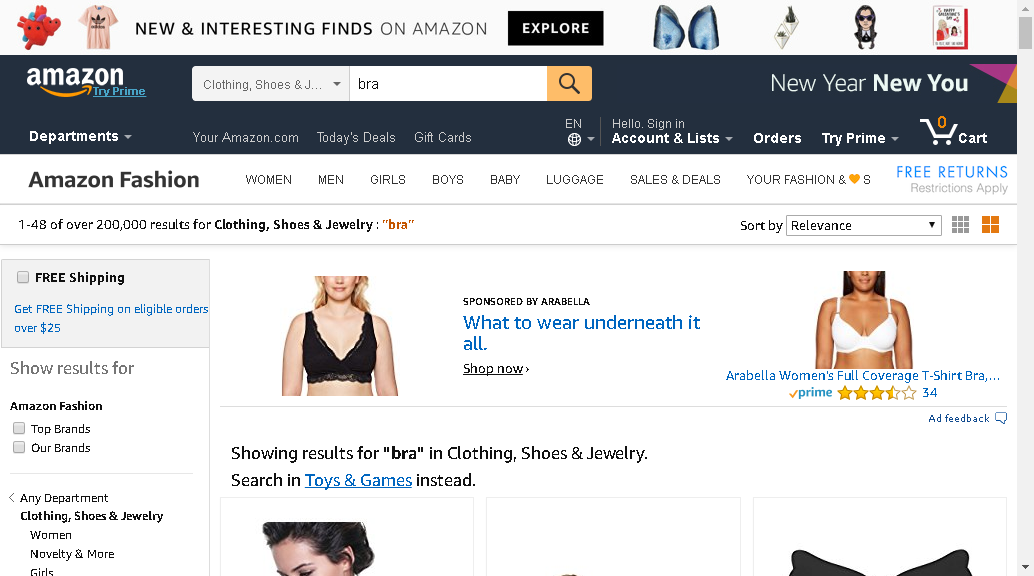 NEW & INTERESTING FINDS ON AMAZON EXPLORE
amazon
Try Prime
Clothing, Shoes & J... bra
New Year New You
Departments
Your Amazon.com Today's Deals Gift Cards
EN
Hello. Sign in
Account & Lists
Orders
Try Prime
0
Cart
Amazon Fashion
WOMEN MEN GIRLS BOYS BABY LUGGAGE SALES & DEALS YOUR FASHION & S
FREE RETURNS
Restrictions Apply
1-48 of over 200,000 results for Clothing, Shoes & Jewelry : "bra"
Sort by Relevance
FREE Shipping
Get FREE Shipping on eligible orders
over $25
Show results for
Amazon Fashion
Top Brands
Our Brands
Any Department
Clothing, Shoes & Jewelry
Women
Novelty & More
Girls
SPONSORED BY ARABELLA
What to wear underneath it
all.
Shop now ›
Arabella Women's Full Coverage T-Shirt Bra,...
prime 34
Ad feedback
Showing results for "bra" in Clothing, Shoes & Jewelry.
Search in Toys & Games instead.